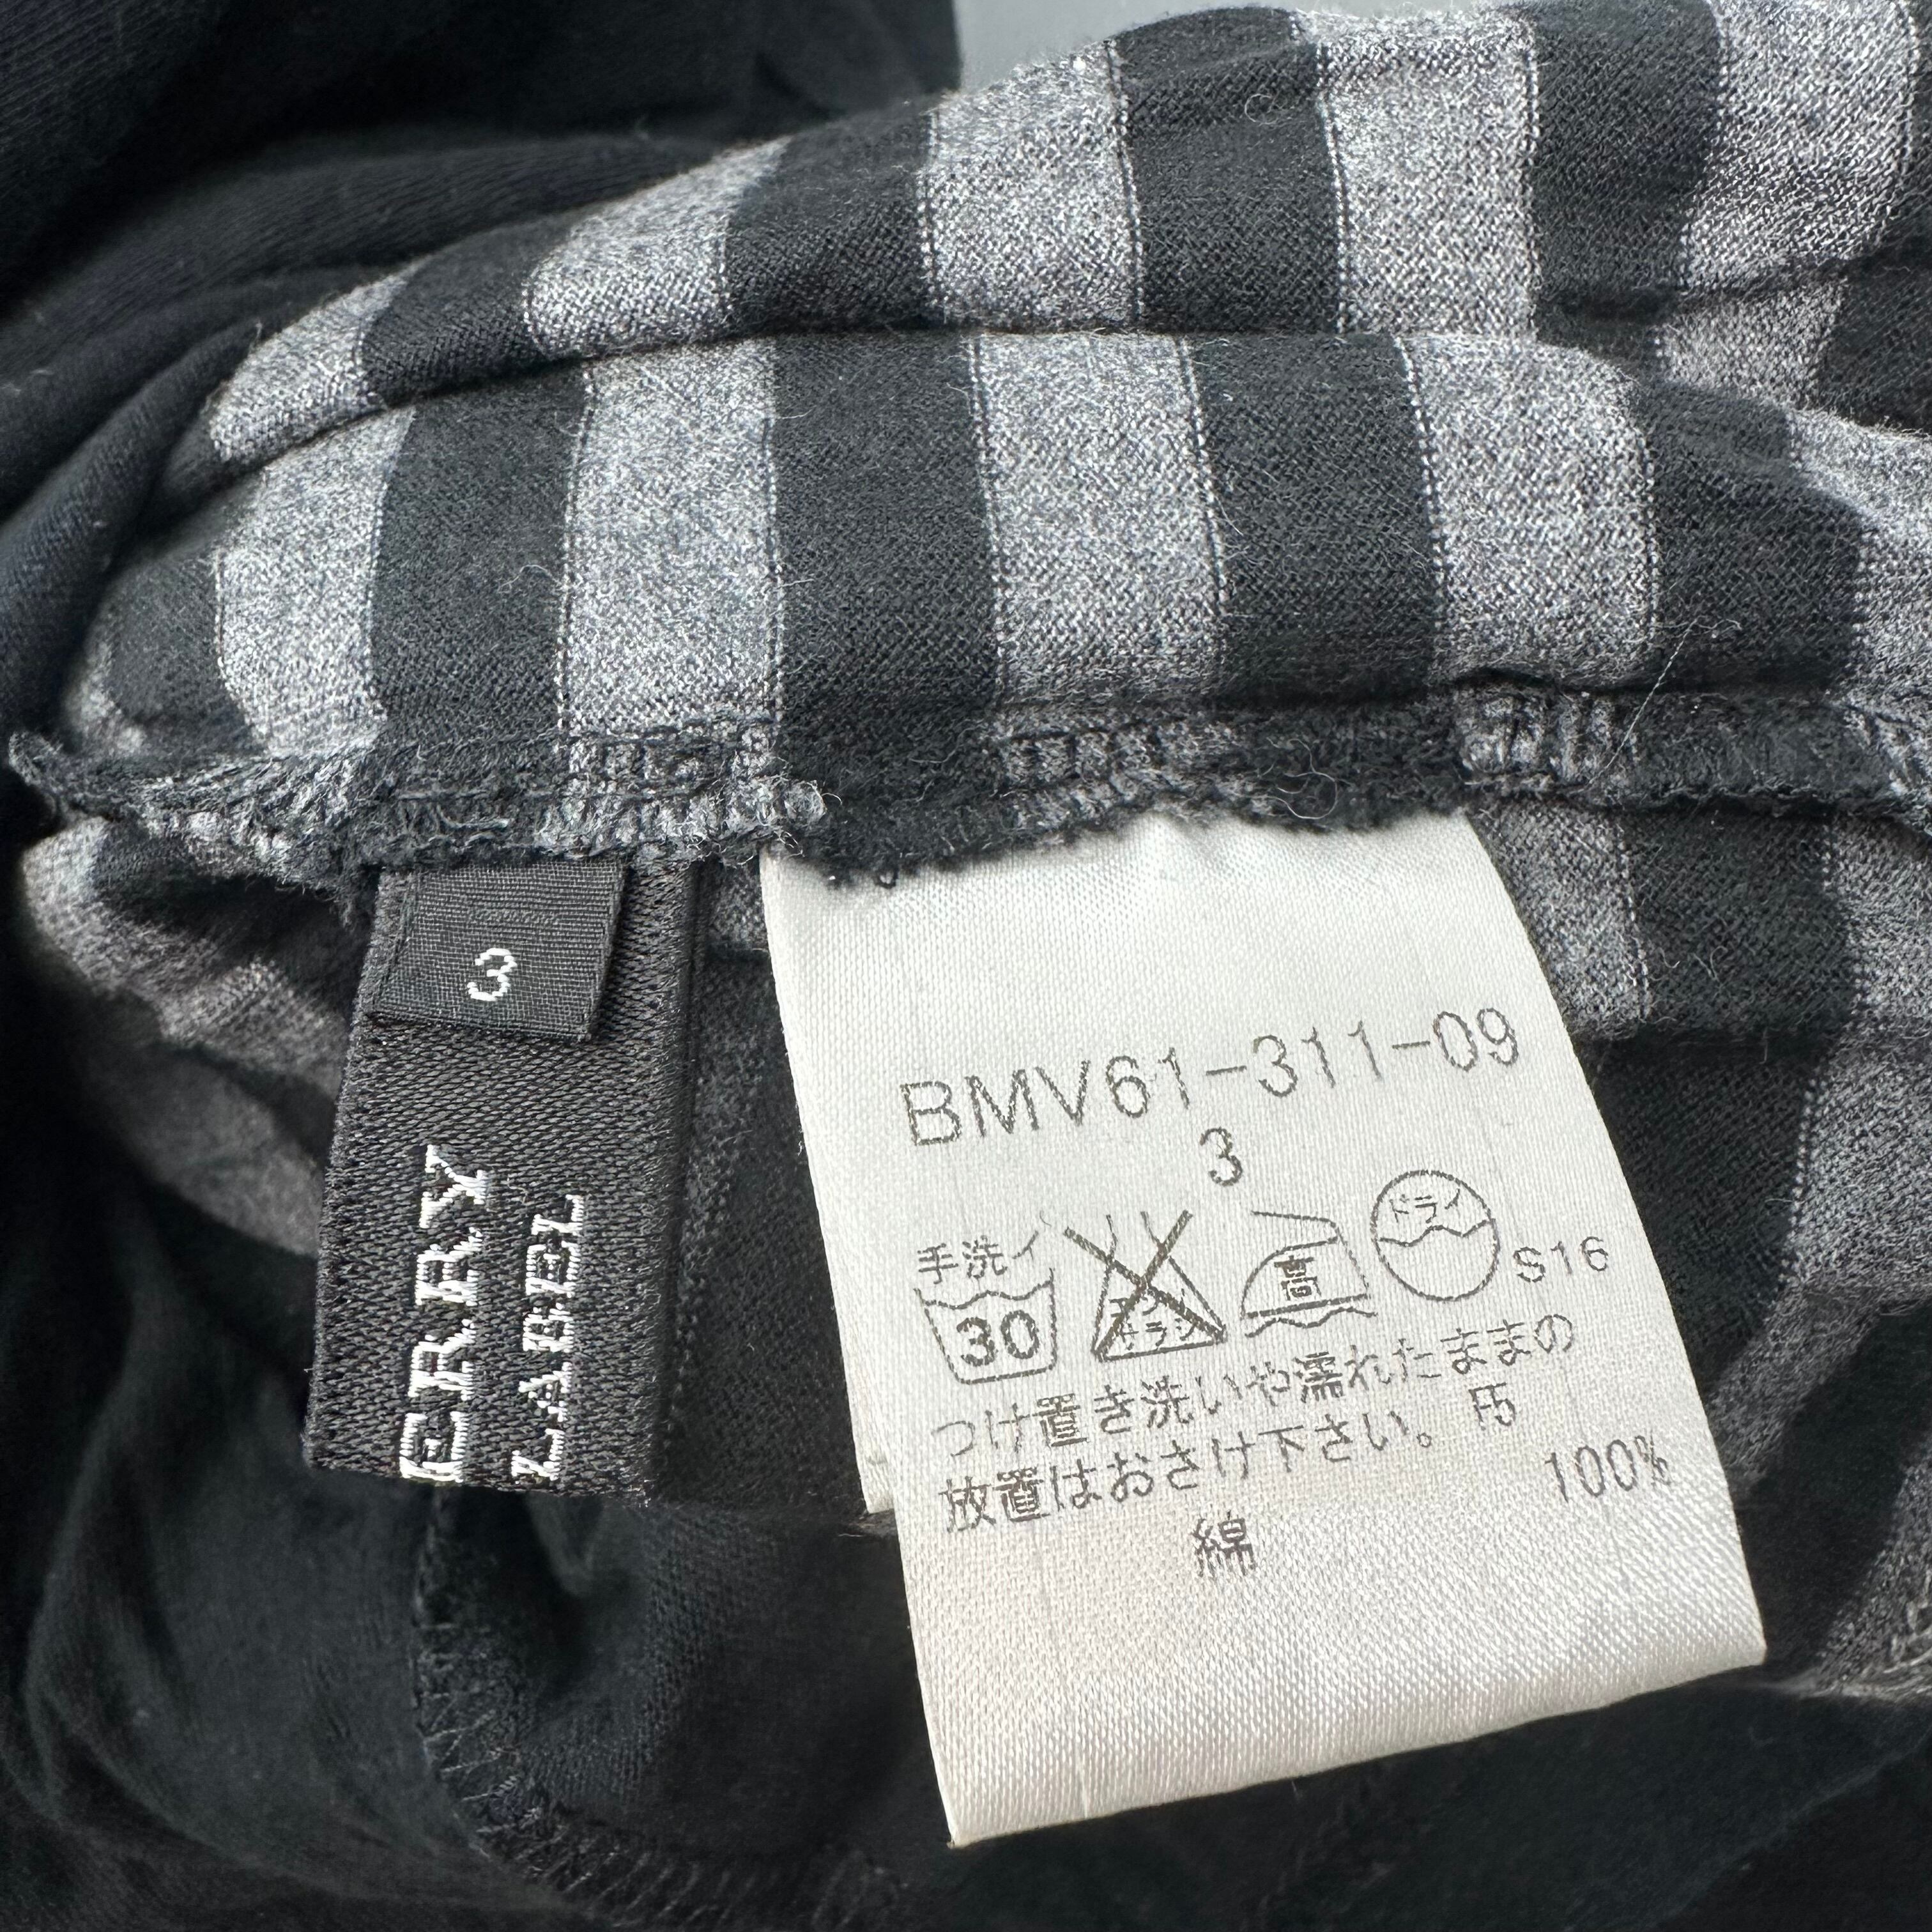 3
ERRY
LABEL
BMV61-311-09
3
手洗イ
30
高
ドライ
S16
つけ置き洗いや濡れたままの
放置はおさけ下さい。 F5
綿 100%